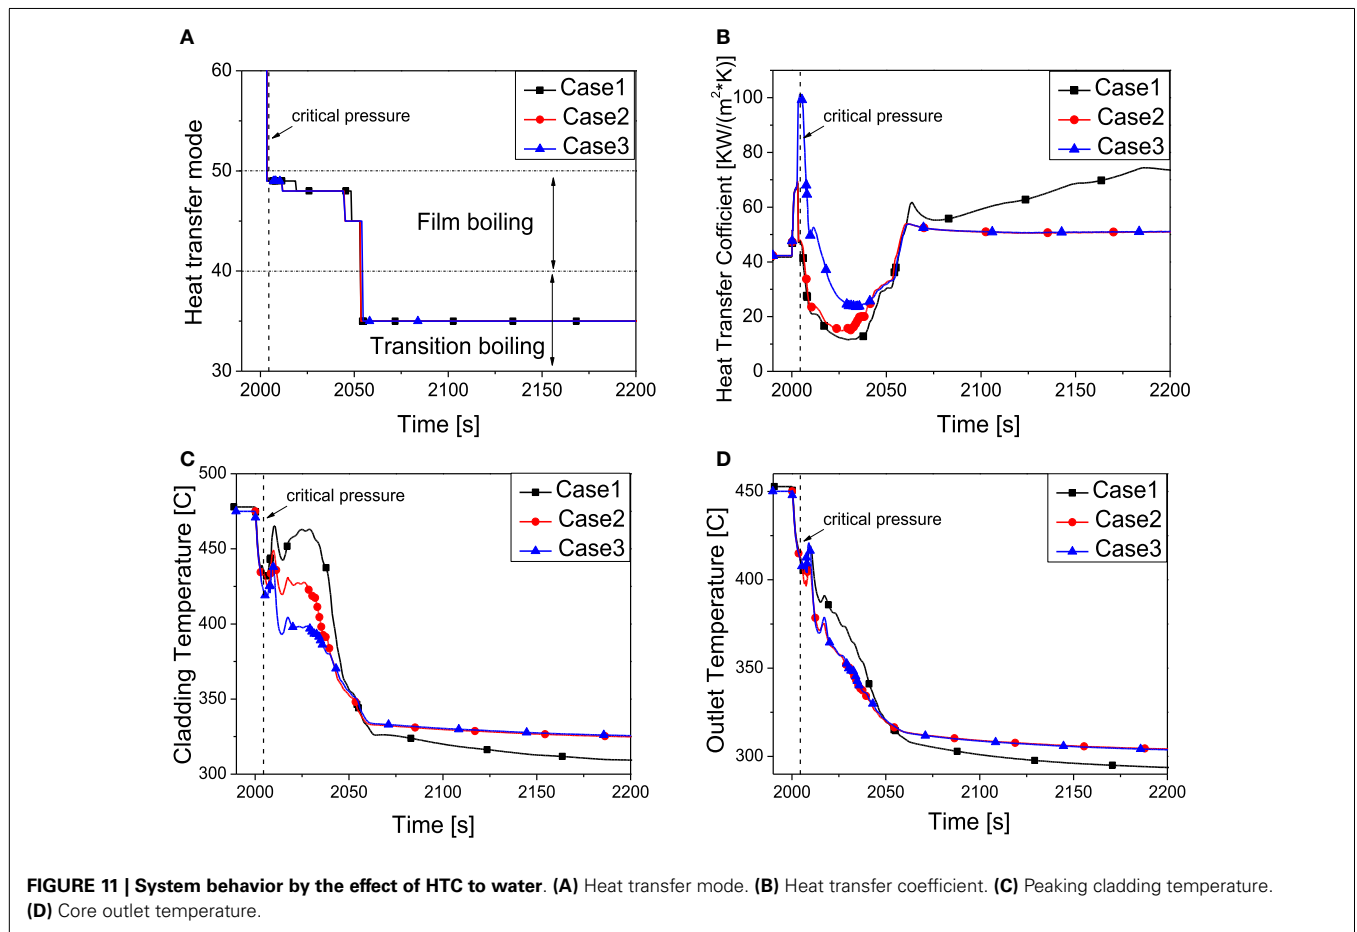 A
Heat transfer mode
60
50
40
30
critical pressure
Case1
Case2
Case3
Film boiling
Transition boiling
2000 2050 2100 2150 2200
Time [s]
B
Heat Transfer Coefficient [KW/(m²*K)]
100
80
60
40
20
0
critical pressure
Case1
Case2
Case3
2000 2050 2100 2150 2200
Time [s]
C
Cladding Temperature [C]
500
450
400
350
300
critical pressure
Case1
Case2
Case3
2000 2050 2100 2150 2200
Time [s]
D
Outlet Temperature [C]
450
400
350
300
critical pressure
Case1
Case2
Case3
2000 2050 2100 2150 2200
Time [s]
FIGURE 11 | System behavior by the effect of HTC to water. (A) Heat transfer mode. (B) Heat transfer coefficient. (C) Peaking cladding temperature.
(D) Core outlet temperature.